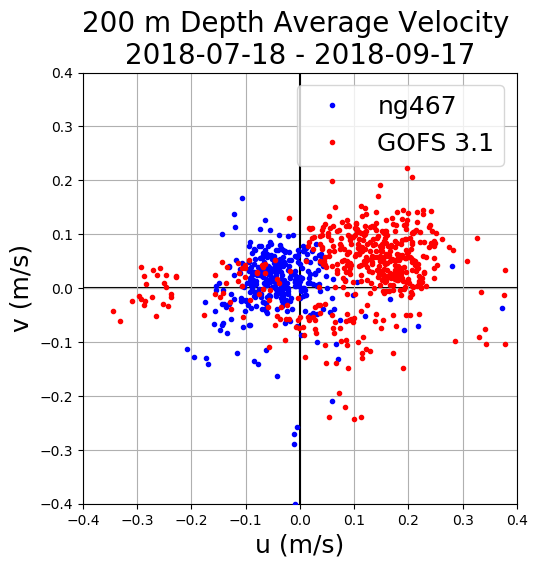 200 m Depth Average Velocity
2018-07-18 - 2018-09-17
ng467
GOFS 3.1
0.4
0.3
0.2
0.1
0.0
−0.1
−0.2
−0.3
−0.4
v (m/s)
−0.4 −0.3 −0.2 −0.1 0.0 0.1 0.2 0.3 0.4
u (m/s)